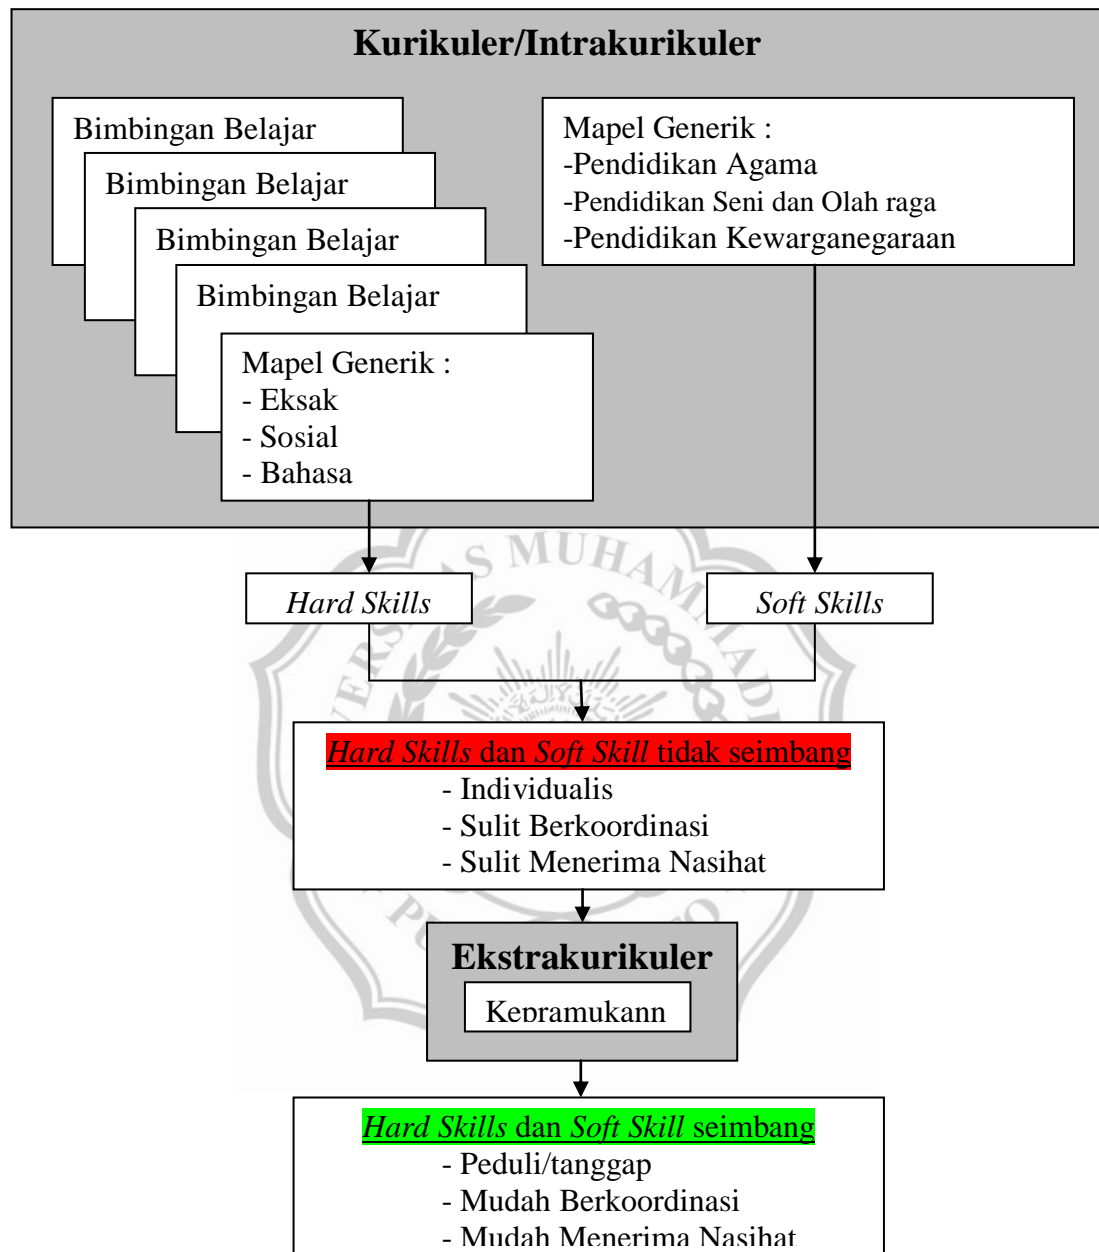 Kurikuler/Intrakurikuler
Bimbingan Belajar
Bimbingan Belajar
Bimbingan Belajar
Bimbingan Belajar
Mapel Generik :
- Eksak
- Sosial
- Bahasa
Mapel Generik :
-Pendidikan Agama
-Pendidikan Seni dan Olah raga
-Pendidikan Kewarganegaraan
Hard Skills
Soft Skills
Hard Skills dan Soft Skill tidak seimbang
- Individualis
- Sulit Berkoordinasi
- Sulit Menerima Nasihat
Ekstrakurikuler
Kepramukann
Hard Skills dan Soft Skill seimbang
- Peduli/tanggap
- Mudah Berkoordinasi
- Mudah Menerima Nasihat